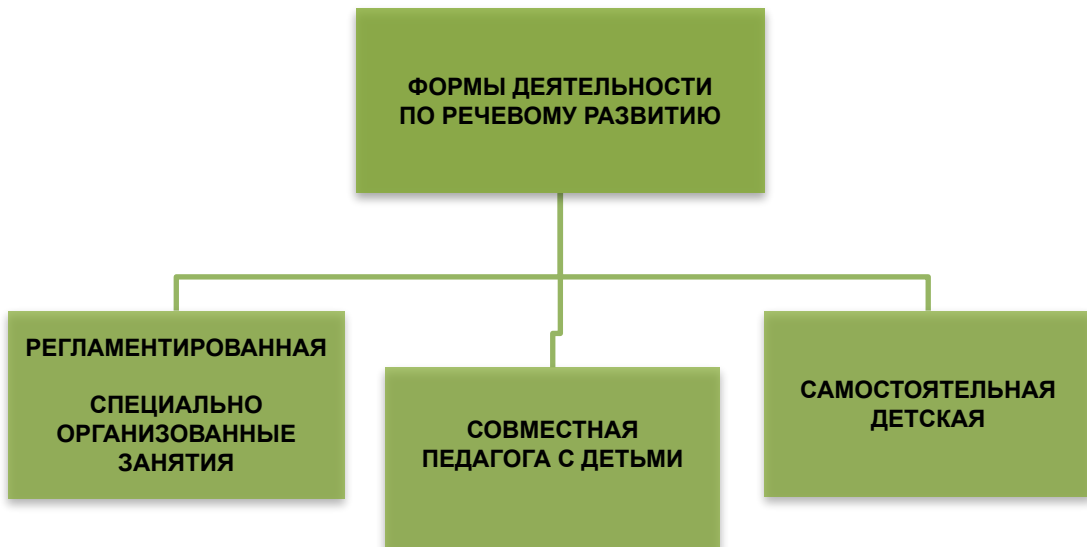 ФОРМЫ ДЕЯТЕЛЬНОСТИ
ПО РЕЧЕВОМУ РАЗВИТИЮ
РЕГЛАМЕНТИРОВАННАЯ
СПЕЦИАЛЬНО
ОРГАНИЗОВАННЫЕ
ЗАНЯТИЯ
СОВМЕСТНАЯ
ПЕДАГОГА С ДЕТЬМИ
САМОСТОЯТЕЛЬНАЯ
ДЕТСКАЯ